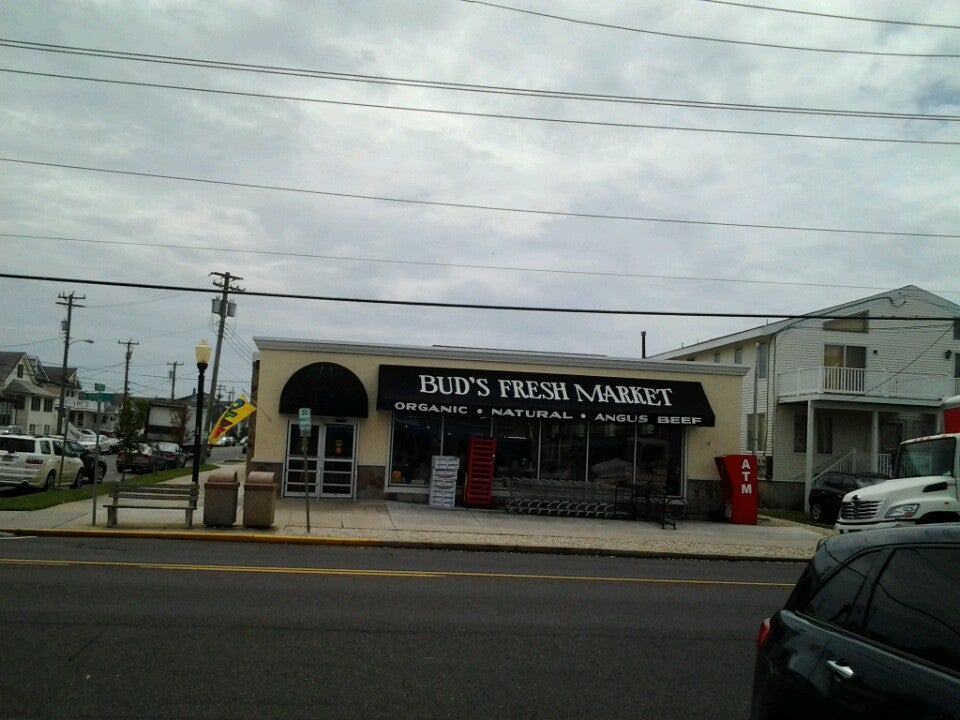 BUD'S FRESH MARKET
ORGANIC • NATURAL • ANGUS BEEF
ATM